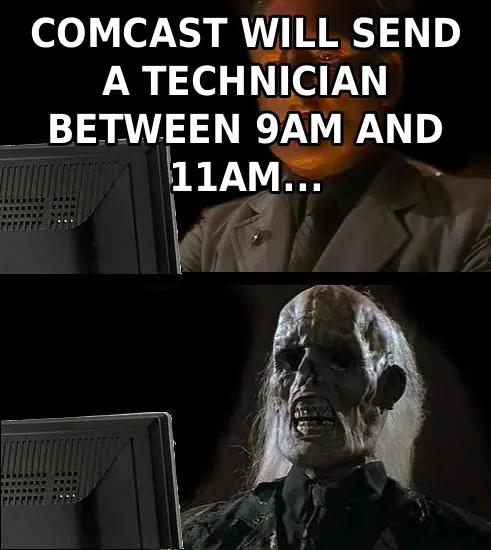 COMCAST WILL SEND
A TECHNICIAN
BETWEEN 9AM AND
11AM...